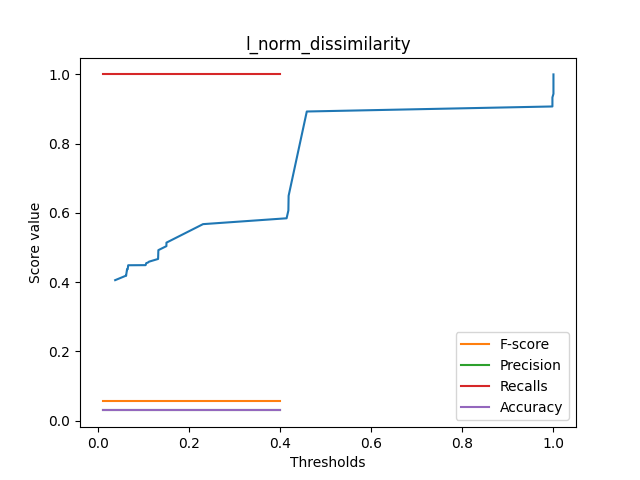 l_norm_dissimilarity
Score value
1.0
0.8
0.6
0.4
0.2
0.0
F-score
Precision
Recalls
Accuracy
0.0 0.2 0.4 0.6 0.8 1.0
Thresholds